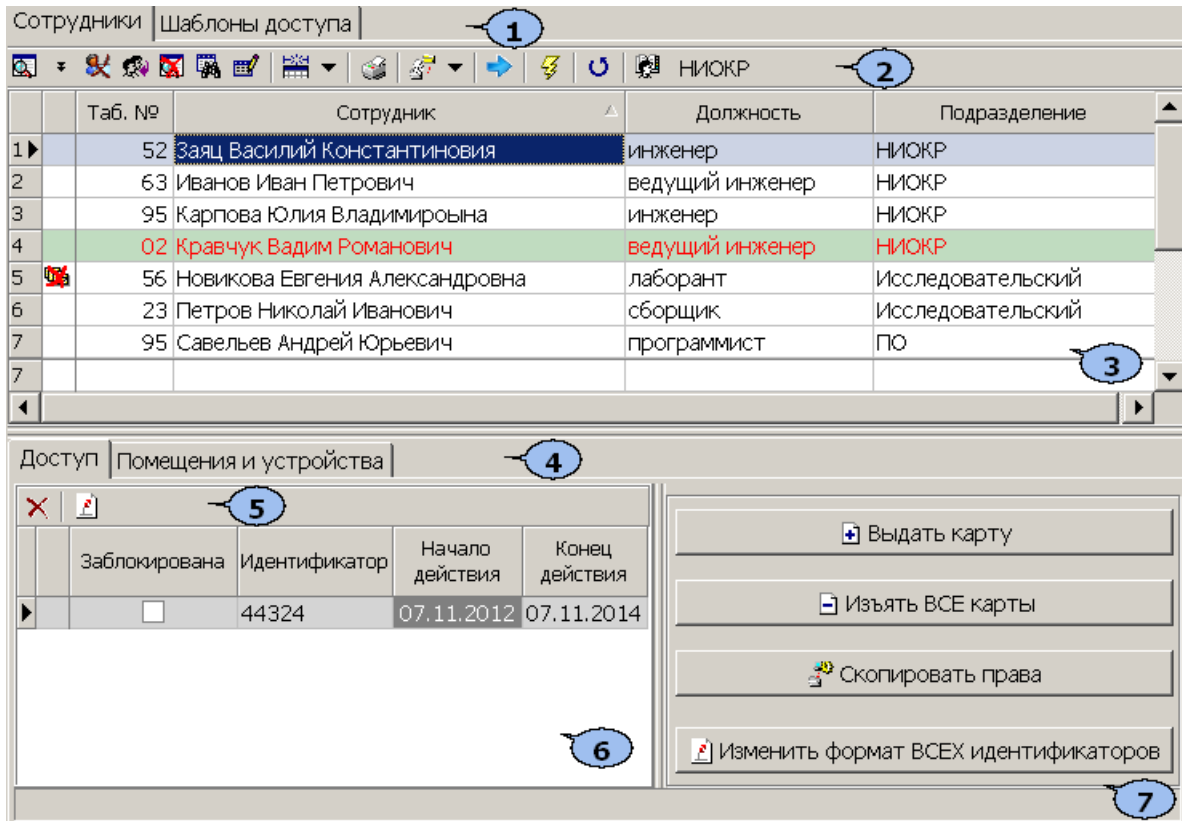 Сотрудники Шаблоны доступа 1
НИОКР 2
Таб. № Сотрудник Должность Подразделение
1 52 Заяц Василий Константиновия инженер НИОКР
2 63 Иванов Иван Петрович ведущий инженер НИОКР
3 95 Карпова Юлия Владимироына инженер НИОКР
4 02 Кравчук Вадим Романович ведущий инженер НИОКР
5 56 Новикова Евгения Александровна лаборант Исследовательский
6 23 Петров Николай Иванович сборщик Исследовательский
7 95 Савельев Андрей Юрьевич программист ПО
3
7
Доступ Помещения и устройства 4
5
Заблокирована Идентификатор Начало действия Конец действия
44324 07.11.2012 07.11.2014
6
Выдать карту
Изъять ВСЕ карты
Скопировать права
Изменить формат ВСЕХ идентификаторов
7